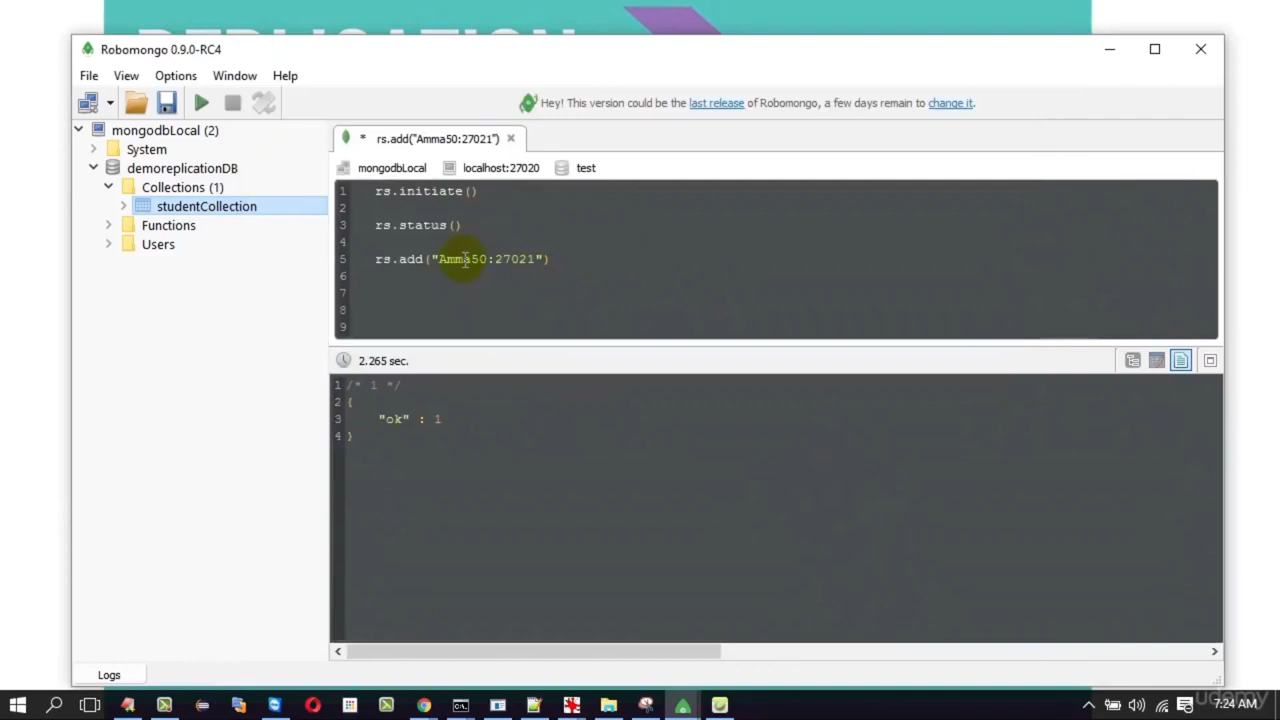 REPLICATION
Robomongo 0.9.0-RC4
File View Options Window Help
Hey! This version could be the last release of Robomongo, a few days remain to change it.
mongodbLocal (2)
System
demoreplicationDB
Collections (1)
studentCollection
Functions
Users
* rs.add("Amma50:27021")
mongodbLocal localhost:27020 test
1 rs.initiate()
2
3 rs.status()
4
5 rs.add("Amma50:27021")
6
7
8
9
2.265 sec.
1 /* 1 */
2 {
3 "ok" : 1
4 }
Logs
udemy
7:24 AM